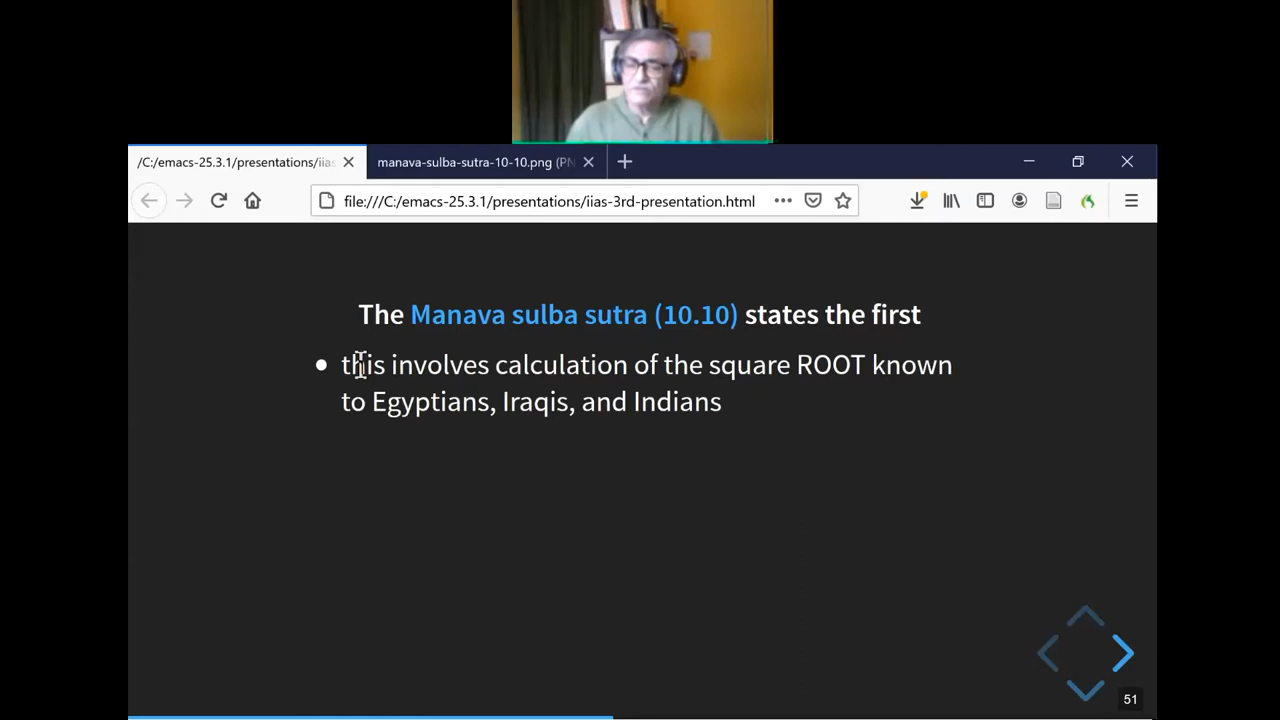 /C:/emacs-25.3.1/presentations/iias
manava-sulba-sutra-10-10.png (PN
file:///C:/emacs-25.3.1/presentations/iias-3rd-presentation.html
The Manava sulba sutra (10.10) states the first
• this involves calculation of the square ROOT known
to Egyptians, Iraqis, and Indians
51